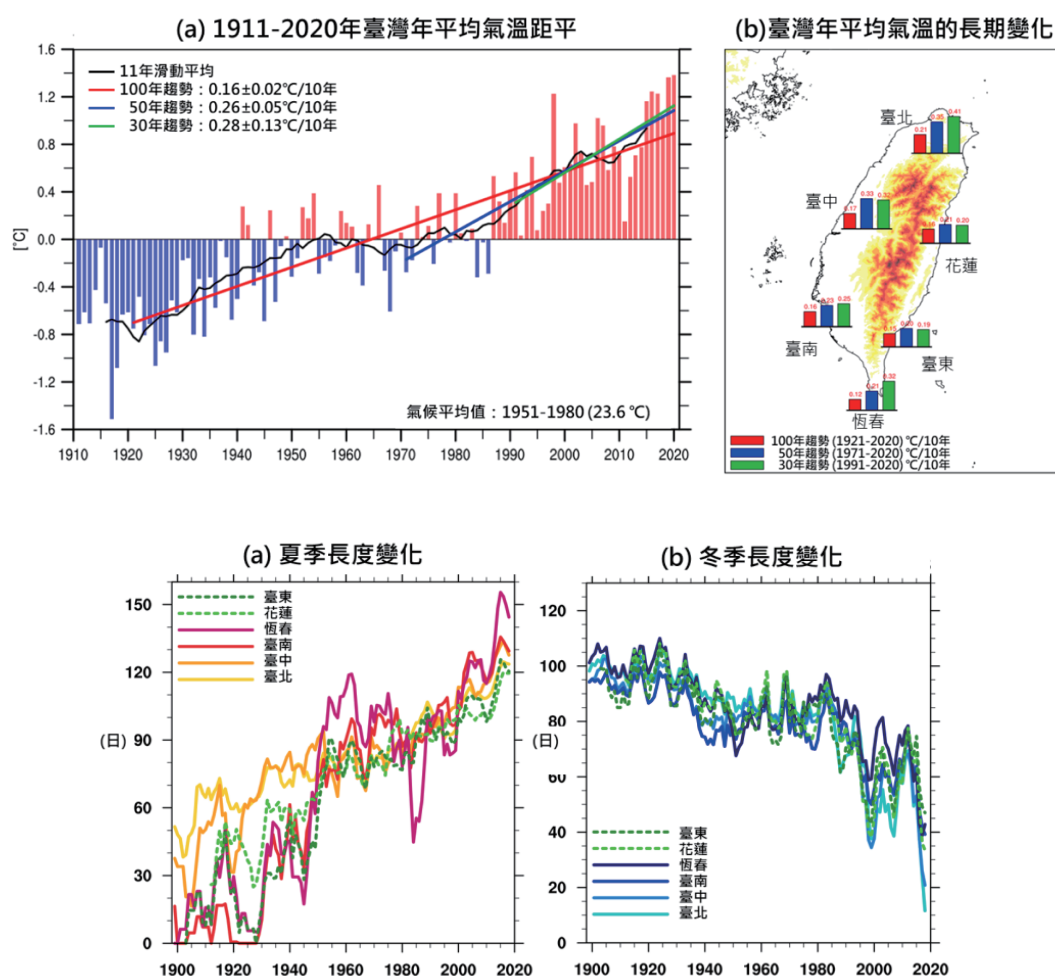 (a) 1911-2020年臺灣年平均氣溫距平
1.6
1.2
0.8
0.4
0.0
-0.4
-0.8
-1.2
-1.6
[°C]
11年滑動平均
100年趨勢：0.16±0.02°C/10年
50年趨勢：0.26±0.05°C/10年
30年趨勢：0.28±0.13°C/10年
氣候平均值：1951-1980 (23.6 °C)
1910 1920 1930 1940 1950 1960 1970 1980 1990 2000 2010 2020
(b)臺灣年平均氣溫的長期變化
臺北
0.21 0.35 0.41
臺中
0.17 0.33 0.32
花蓮
0.16 0.21 0.20
臺南
0.16 0.23 0.25
臺東
0.15 0.20 0.19
恆春
0.12 0.21 0.32
100年趨勢 (1921-2020) °C/10年
50年趨勢 (1971-2020) °C/10年
30年趨勢 (1991-2020) °C/10年
(a) 夏季長度變化
150
120
90
60
30
0
(日)
臺東
花蓮
恆春
臺南
臺中
臺北
1900 1920 1940 1960 1980 2000 2020
(b) 冬季長度變化
120
100
80
60
40
20
0
(日)
臺東
花蓮
恆春
臺南
臺中
臺北
1900 1920 1940 1960 1980 2000 2020